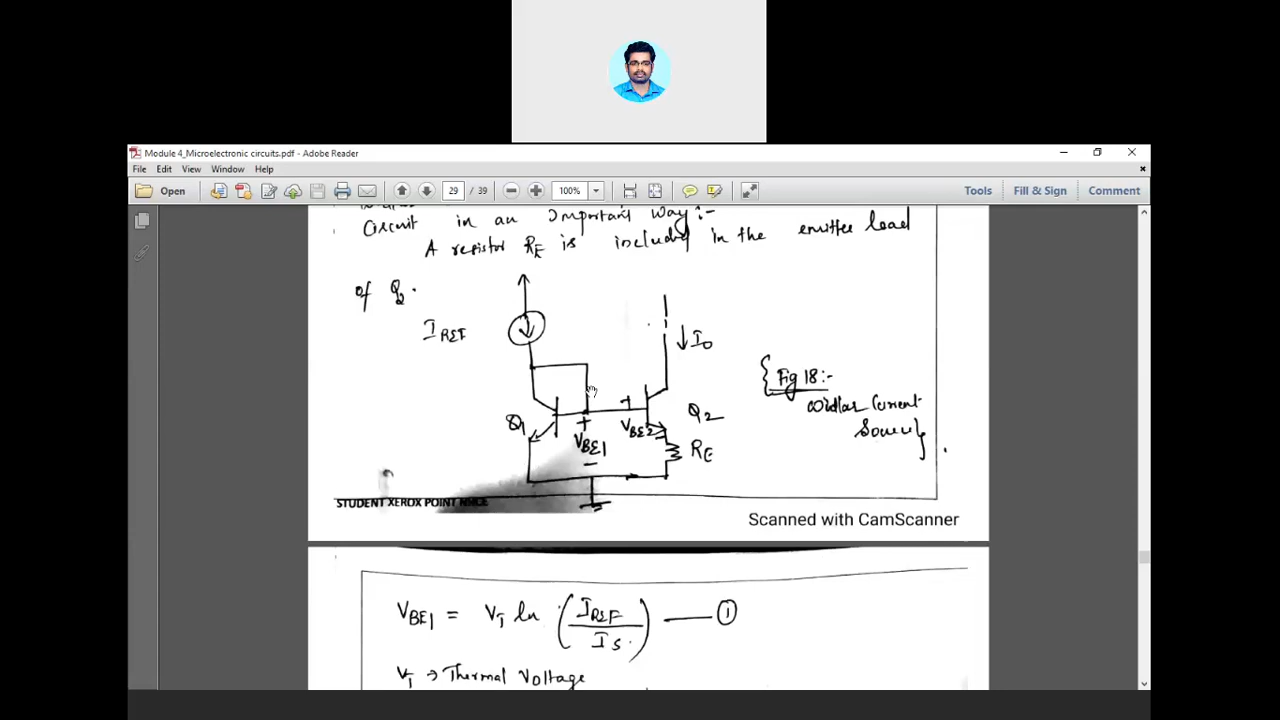 Module 4_Microelectronic circuits.pdf - Adobe Reader
File Edit View Window Help
Open 29 / 39 100% Tools Fill & Sign Comment
Circuit in an Important way:-
A resistor RE is included in the emitter lead
of Q2.
IREF
I0
{Fig 18:-
Widlar Current
Source}.
Q1
+
VBE1
-
+
VBE2
Q2
RE
STUDENT XEROX POINT
Scanned with CamScanner
VBE1 = VT ln (IREF / IS) —— ①
VT → Thermal Voltage